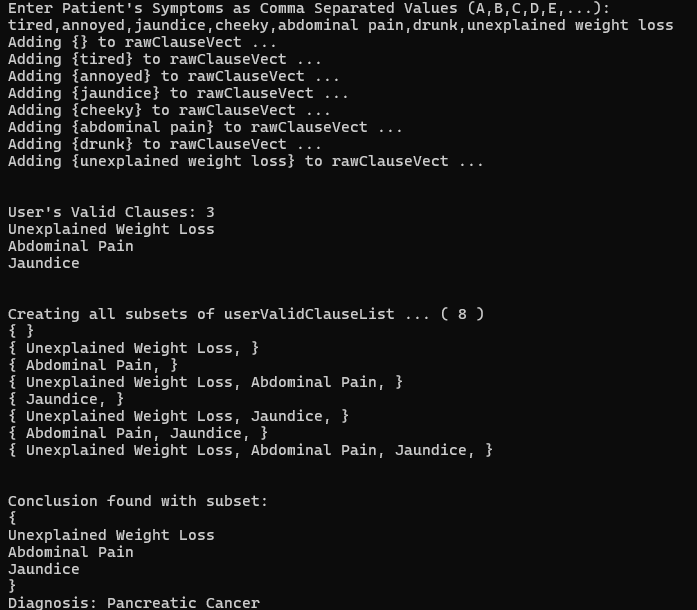 Enter Patient's Symptoms as Comma Separated Values (A,B,C,D,E,...):
tired,annoyed,jaundice,cheeky,abdominal pain,drunk,unexplained weight loss
Adding {} to rawClauseVect ...
Adding {tired} to rawClauseVect ...
Adding {annoyed} to rawClauseVect ...
Adding {jaundice} to rawClauseVect ...
Adding {cheeky} to rawClauseVect ...
Adding {abdominal pain} to rawClauseVect ...
Adding {drunk} to rawClauseVect ...
Adding {unexplained weight loss} to rawClauseVect ...
User's Valid Clauses: 3
Unexplained Weight Loss
Abdominal Pain
Jaundice
Creating all subsets of userValidClauseList ... ( 8 )
{ }
{ Unexplained Weight Loss, }
{ Abdominal Pain, }
{ Unexplained Weight Loss, Abdominal Pain, }
{ Jaundice, }
{ Unexplained Weight Loss, Jaundice, }
{ Abdominal Pain, Jaundice, }
{ Unexplained Weight Loss, Abdominal Pain, Jaundice, }
Conclusion found with subset:
{
Unexplained Weight Loss
Abdominal Pain
Jaundice
}
Diagnosis: Pancreatic Cancer